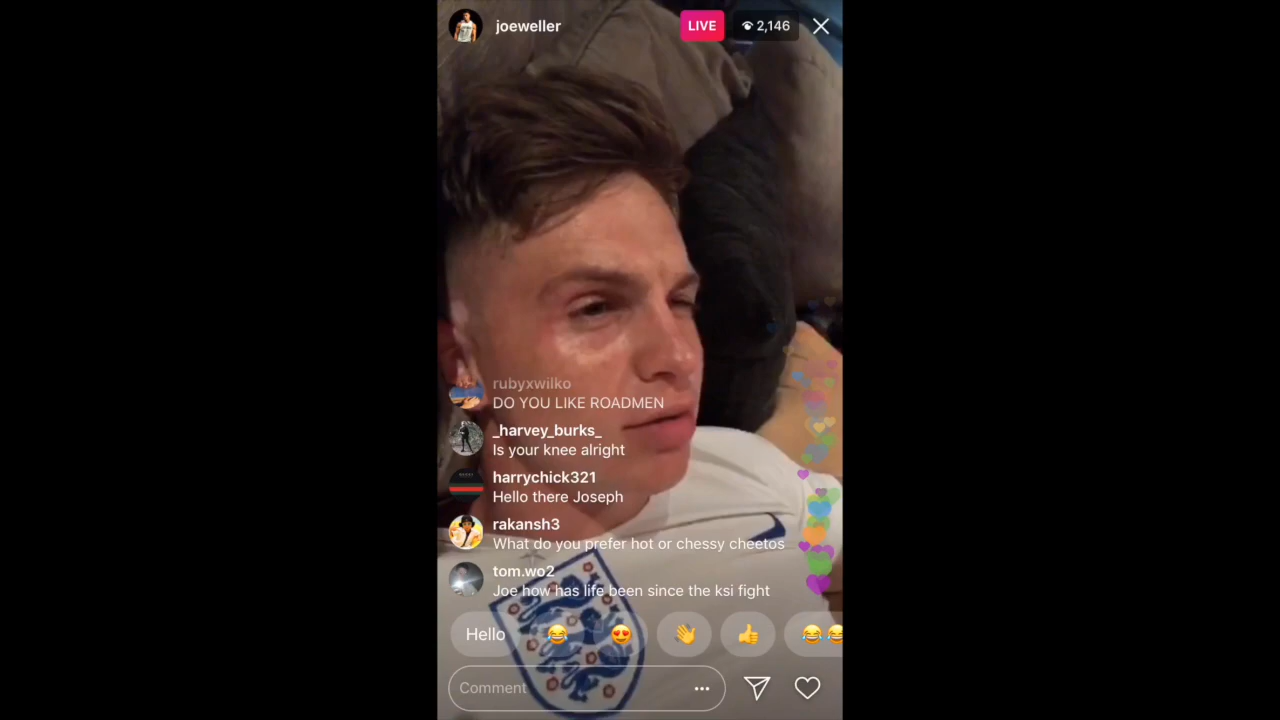 joeweller
LIVE
2,146
rubyxwilko
DO YOU LIKE ROADMEN
_harvey_burks_
Is your knee alright
harrychick321
Hello there Joseph
rakansh3
What do you prefer hot or chessy cheetos
tom.wo2
Joe how has life been since the ksi fight
Hello
Comment